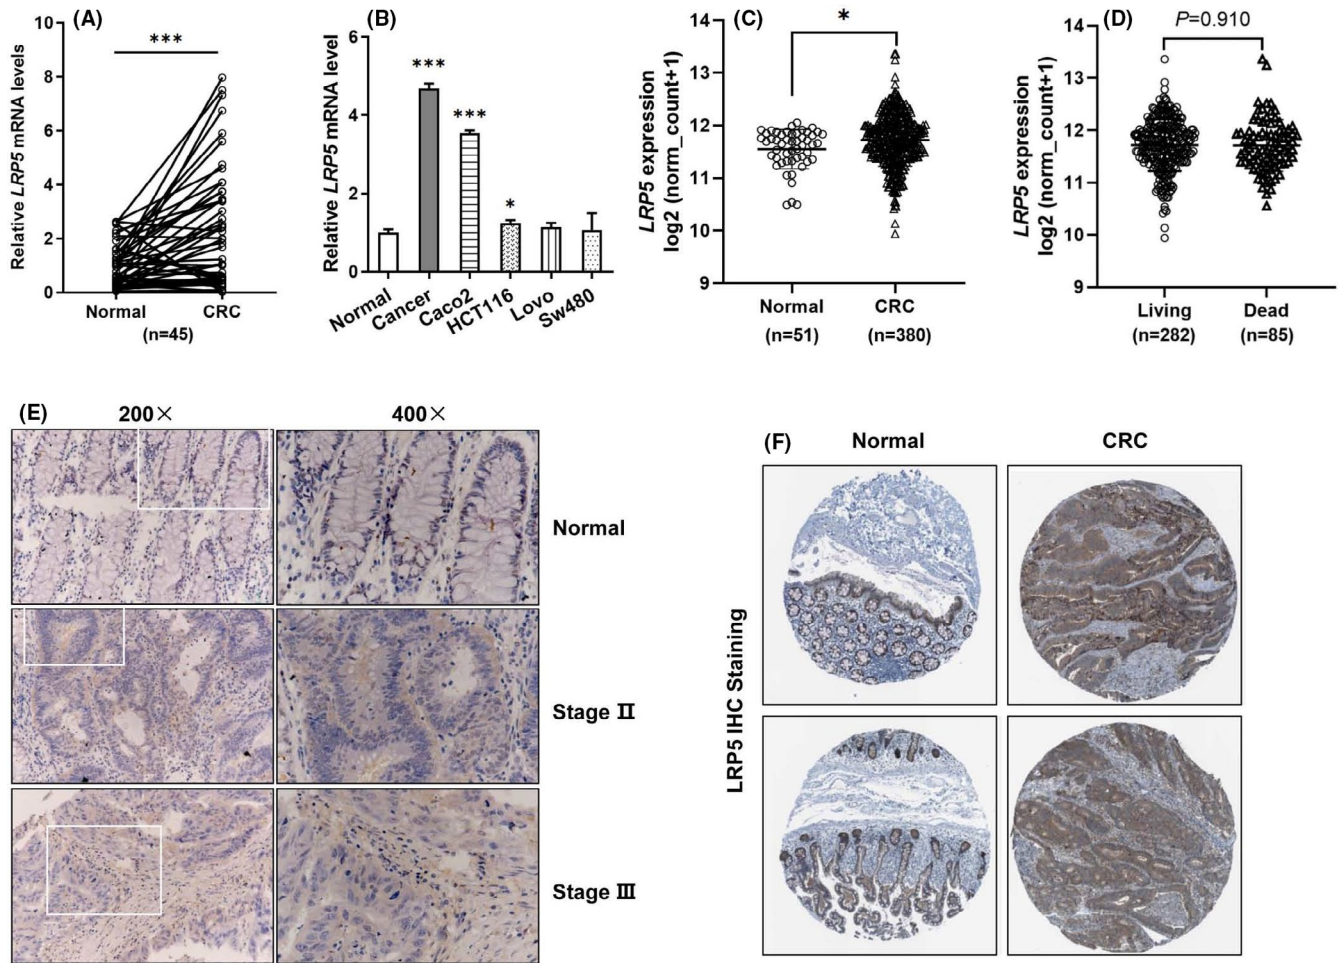 (A)
Relative LRP5 mRNA levels
10
8
6
4
2
0
***
Normal
CRC
(n=45)
(B)
Relative LRP5 mRNA level
6
4
2
0
***
***
*
Normal
Cancer
Caco2
HCT116
Lovo
Sw480
(C)
LRP5 expression
log2 (norm_count+1)
14
13
12
11
10
9
*
Normal
CRC
(n=51)
(n=380)
(D)
LRP5 expression
log2 (norm_count+1)
14
13
12
11
10
9
P=0.910
Living
Dead
(n=282)
(n=85)
(E)
200×
400×
Normal
Stage II
Stage III
(F)
Normal
CRC
LRP5 IHC Staining